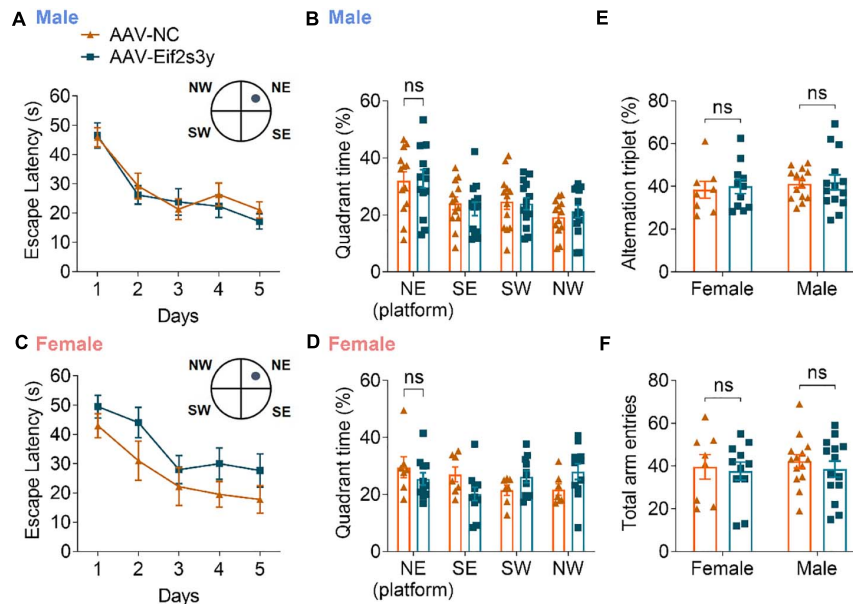 A Male
AAV-NC
AAV-Eif2s3y
NW NE
SW SE
Escape Latency (s)
60
50
40
30
20
10
0
1 2 3 4 5
Days
B Male
ns
Quadrant time (%)
60
40
20
0
NE SE SW NW
(platform)
E
ns ns
Alternation triplet (%)
80
60
40
20
0
Female Male
C Female
NW NE
SW SE
Escape Latency (s)
60
50
40
30
20
10
0
1 2 3 4 5
Days
D Female
ns
Quadrant time (%)
60
40
20
0
NE SE SW NW
(platform)
F
ns ns
Total arm entries
80
60
40
20
0
Female Male